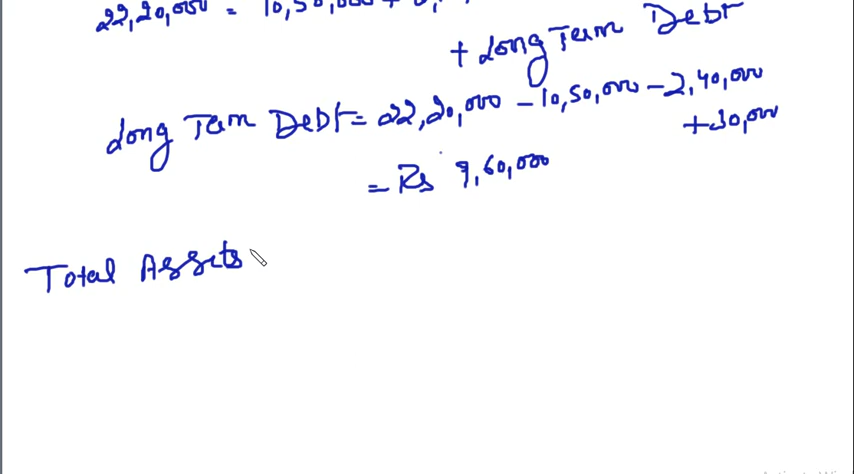 22,20,000 = 10,50,000 +
+ Long Term Debt
Long Term Debt = 22,20,000 - 10,50,000 - 2,40,000
+30,000
= Rs 9,60,000
Total Assets